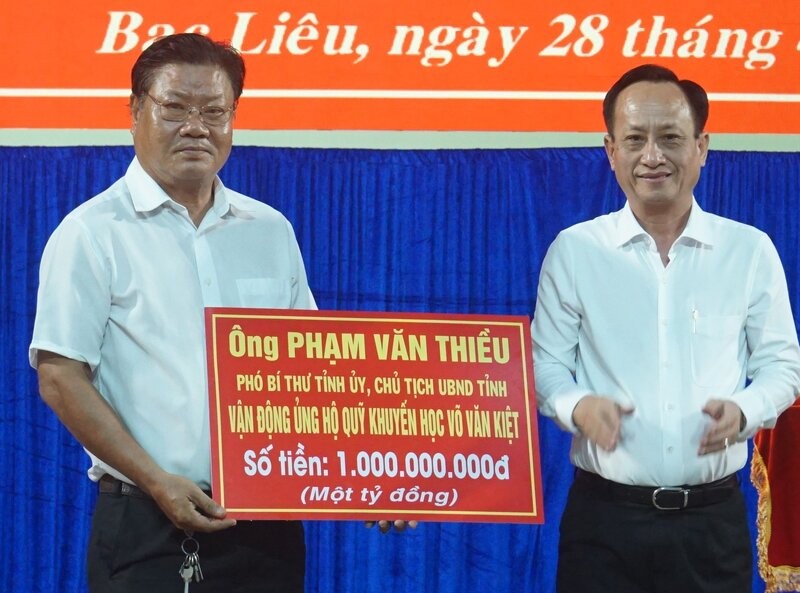 Bạc Liêu, ngày 28 tháng
Ông PHẠM VĂN THIỀU
PHÓ BÍ THƯ TỈNH ỦY, CHỦ TỊCH UBND TỈNH
VẬN ĐỘNG ỦNG HỘ QUỸ KHUYẾN HỌC VÕ VĂN KIỆT
Số tiền: 1.000.000.000đ
(Một tỷ đồng)